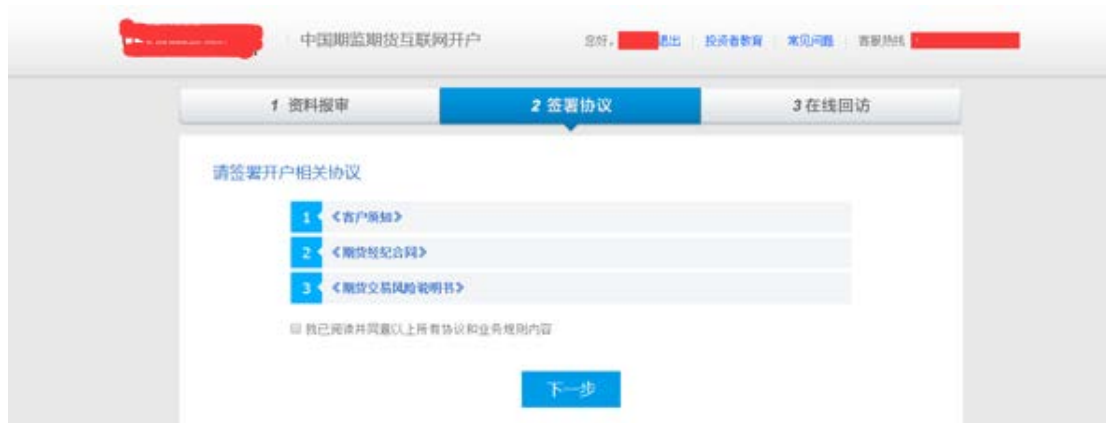 中国期监期货互联网开户
您好, 退出 投资者教育 常见问题 客服热线
1 资料报审
2 签署协议
3 在线回访
请签署开户相关协议
1 《客户须知》
2 《期货经纪合同》
3 《期货交易风险说明书》
我已阅读并同意以上所有协议和业务规则内容
下一步